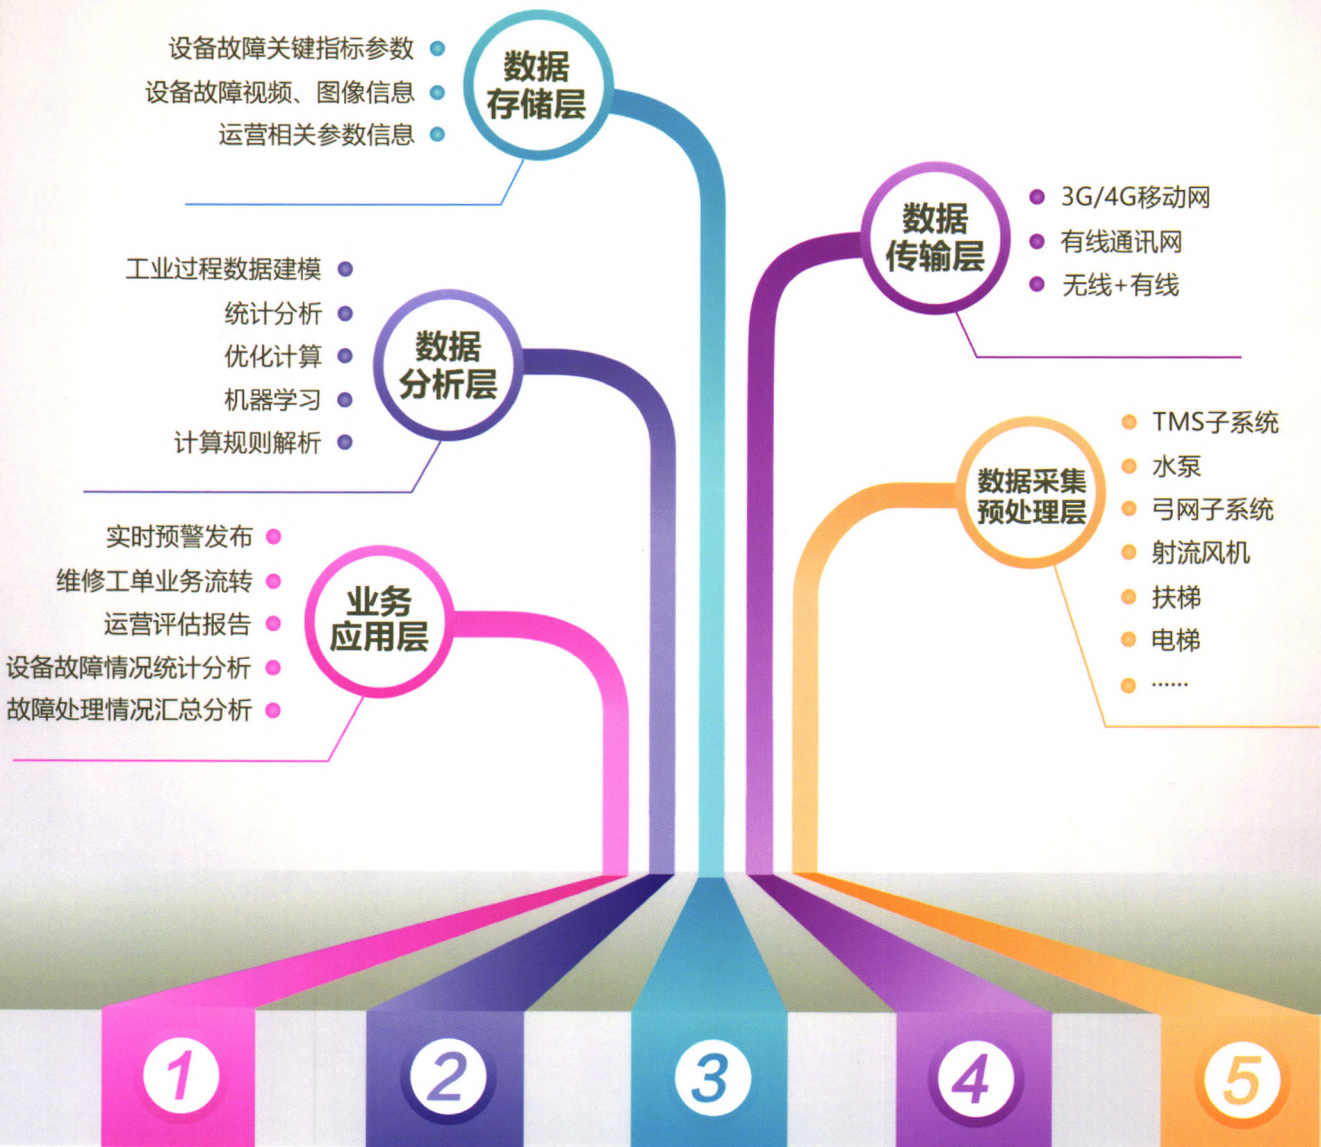 设备故障关键指标参数
设备故障视频、图像信息
运营相关参数信息
数据
存储层
3G/4G移动网
有线通讯网
无线+有线
数据
传输层
工业过程数据建模
统计分析
优化计算
机器学习
计算规则解析
数据
分析层
TMS子系统
水泵
弓网子系统
射流风机
扶梯
电梯
······
数据采集
预处理层
实时预警发布
维修工单业务流转
运营评估报告
设备故障情况统计分析
故障处理情况汇总分析
业务
应用层
1
2
3
4
5